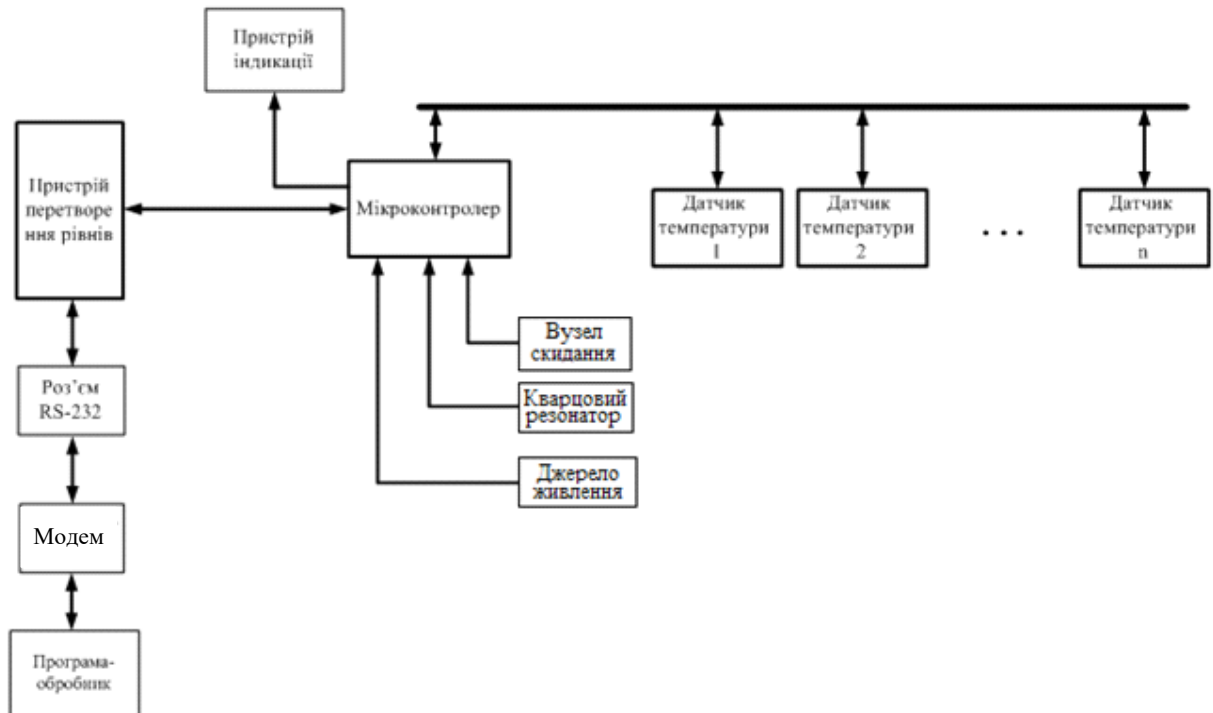 Пристрій
індикації
Пристрій
перетворе
ння рівнів
Мікроконтролер
Датчик
температури
1
Датчик
температури
2
. . .
Датчик
температури
n
Вузел
скидання
Кварцовий
резонатор
Джерело
живлення
Роз’єм
RS-232
Модем
Програма-
обробник